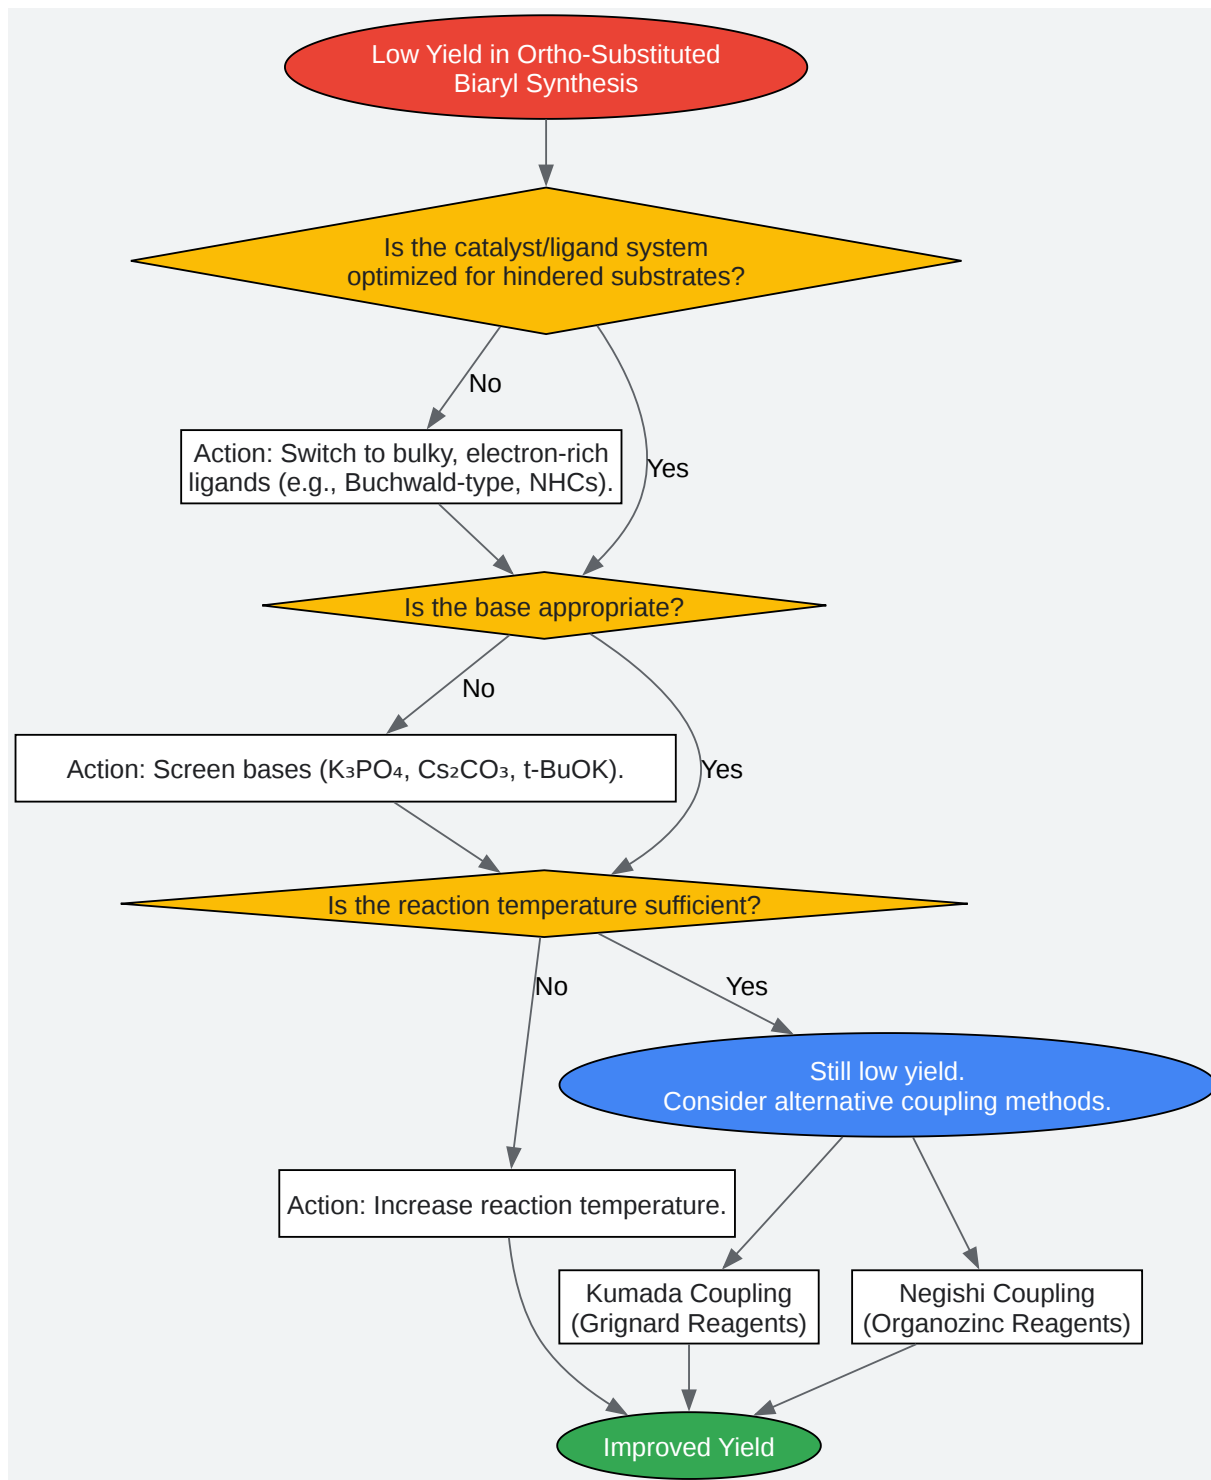 Low Yield in Ortho-Substituted
Biaryl Synthesis
Is the catalyst/ligand system
optimized for hindered substrates?
No
Action: Switch to bulky, electron-rich
ligands (e.g., Buchwald-type, NHCs).
Yes
Is the base appropriate?
No
Action: Screen bases (K₃PO₄, Cs₂CO₃, t-BuOK).
Yes
Is the reaction temperature sufficient?
No
Yes
Still low yield.
Consider alternative coupling methods.
Action: Increase reaction temperature.
Kumada Coupling
(Grignard Reagents)
Negishi Coupling
(Organozinc Reagents)
Improved Yield